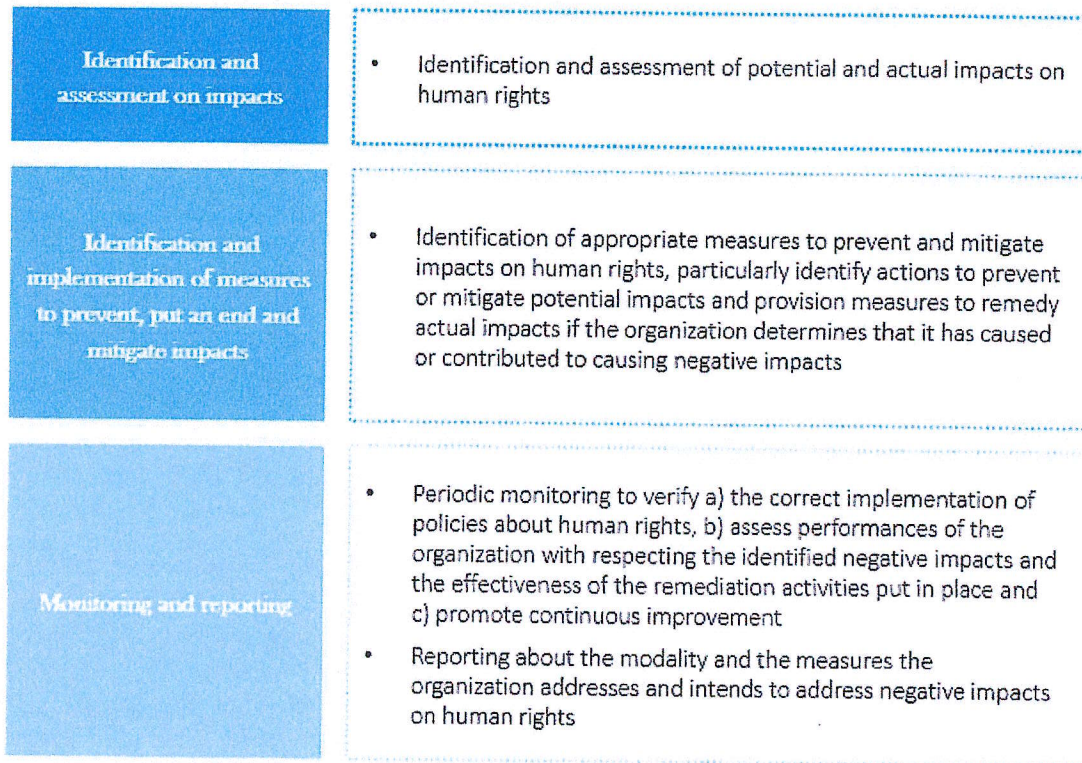 Identification and
assessment on impacts
• Identification and assessment of potential and actual impacts on
human rights
Identification and
implementation of measures
to prevent, put an end and
mitigate impacts
• Identification of appropriate measures to prevent and mitigate
impacts on human rights, particularly identify actions to prevent
or mitigate potential impacts and provision measures to remedy
actual impacts if the organization determines that it has caused
or contributed to causing negative impacts
Monitoring and reporting
• Periodic monitoring to verify a) the correct implementation of
policies about human rights, b) assess performances of the
organization with respecting the identified negative impacts and
the effectiveness of the remediation activities put in place and
c) promote continuous improvement
• Reporting about the modality and the measures the
organization addresses and intends to address negative impacts
on human rights